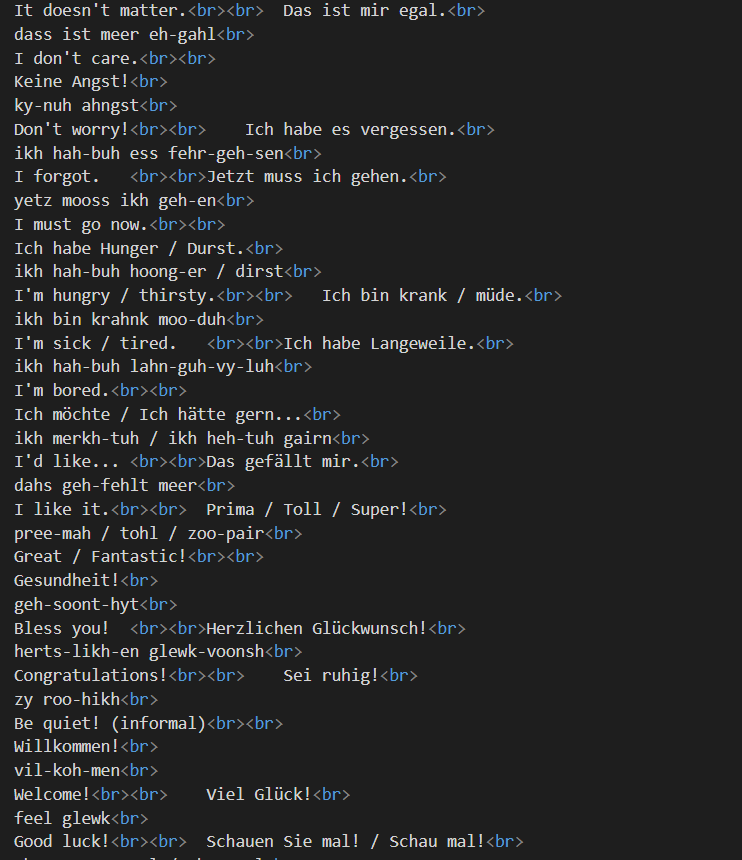 It doesn't matter.<br><br>  Das ist mir egal.<br>
dass ist meer eh-gahl<br>
I don't care.<br><br>
Keine Angst!<br>
ky-nuh ahngst<br>
Don't worry!<br><br>    Ich habe es vergessen.<br>
ikh hah-buh ess fehr-geh-sen<br>
I forgot.   <br><br>Jetzt muss ich gehen.<br>
yetz mooss ikh geh-en<br>
I must go now.<br><br>
Ich habe Hunger / Durst.<br>
ikh hah-buh hoong-er / dirst<br>
I'm hungry / thirsty.<br><br>   Ich bin krank / müde.<br>
ikh bin krahnk moo-duh<br>
I'm sick / tired.   <br><br>Ich habe Langeweile.<br>
ikh hah-buh lahn-guh-vy-luh<br>
I'm bored.<br><br>
Ich möchte / Ich hätte gern...<br>
ikh merkh-tuh / ikh heh-tuh gairn<br>
I'd like... <br><br>Das gefällt mir.<br>
dahs geh-fehlt meer<br>
I like it.<br><br>  Prima / Toll / Super!<br>
pree-mah / tohl / zoo-pair<br>
Great / Fantastic!<br><br>
Gesundheit!<br>
geh-soont-hyt<br>
Bless you!  <br><br>Herzlichen Glückwunsch!<br>
herts-likh-en glewk-voonsh<br>
Congratulations!<br><br>    Sei ruhig!<br>
zy roo-hikh<br>
Be quiet! (informal)<br><br>
Willkommen!<br>
vil-koh-men<br>
Welcome!<br><br>    Viel Glück!<br>
feel glewk<br>
Good luck!<br><br>  Schauen Sie mal! / Schau mal!<br>